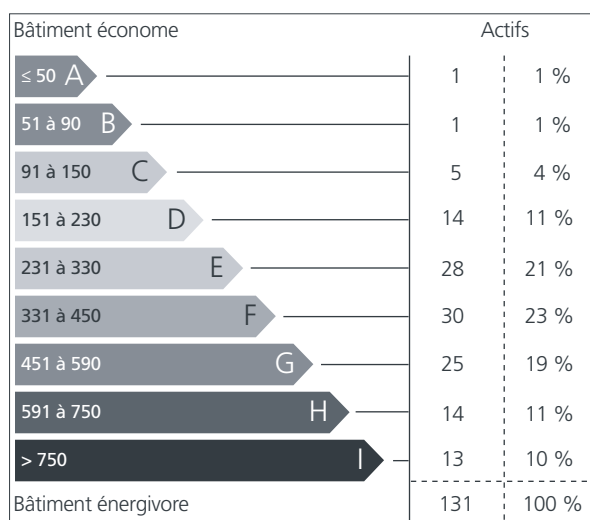 Bâtiment économe Actifs
≤ 50 A 1 1 %
51 à 90 B 1 1 %
91 à 150 C 5 4 %
151 à 230 D 14 11 %
231 à 330 E 28 21 %
331 à 450 F 30 23 %
451 à 590 G 25 19 %
591 à 750 H 14 11 %
> 750 I 13 10 %
Bâtiment énergivore 131 100 %